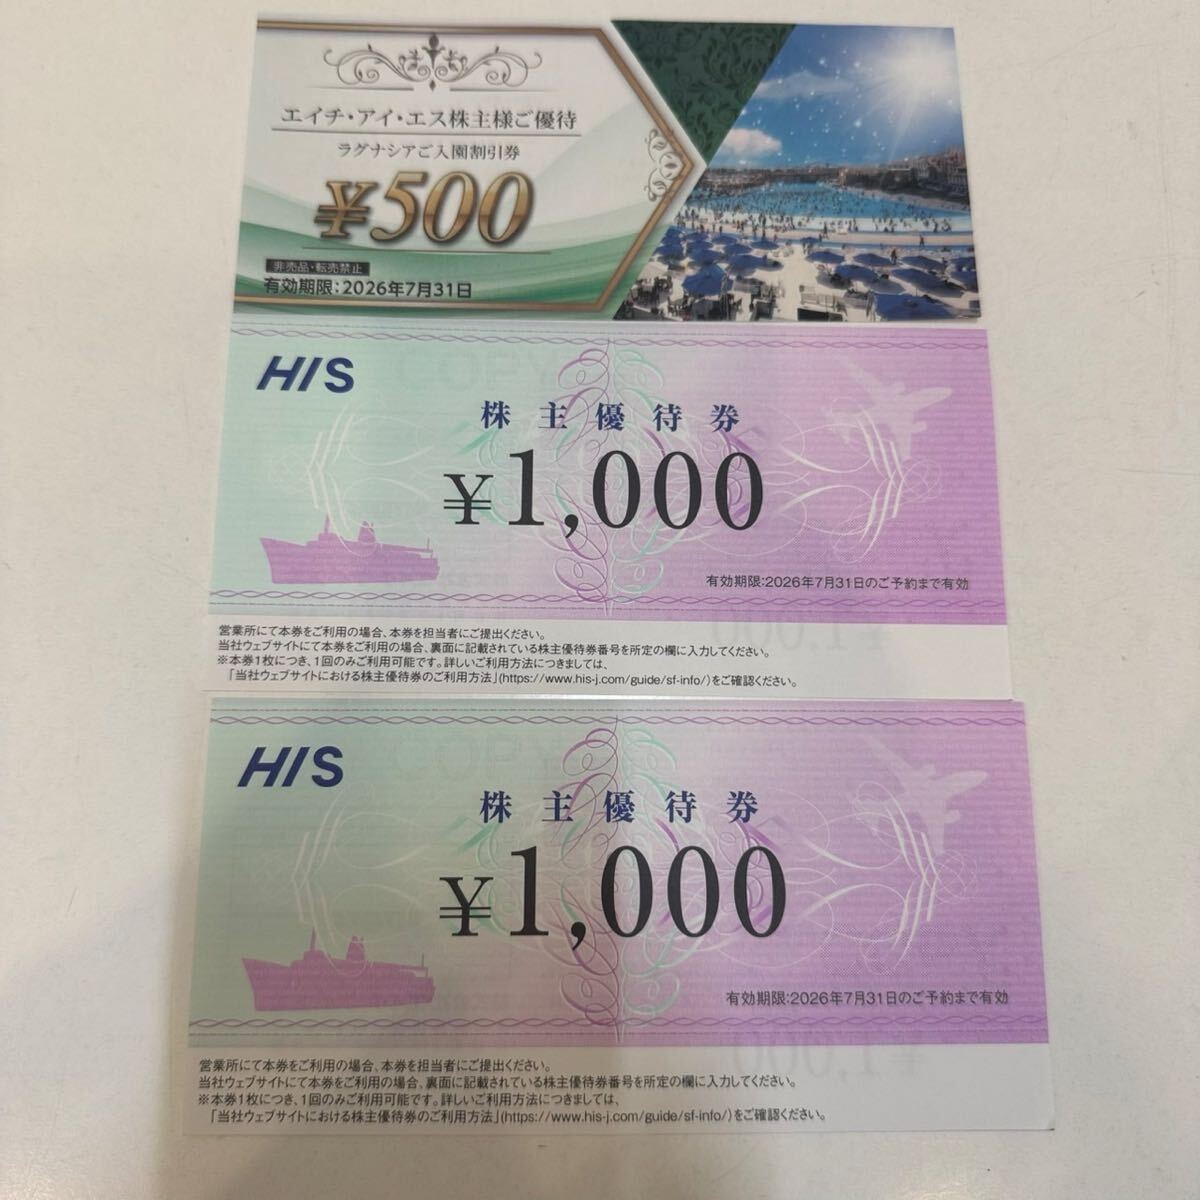 エイチ・アイ・エス株主様ご優待
ラグナシアご入園割引券
¥500
非売品・転売禁止
有効期限:2026年7月31日
HIS
COPY
株主優待券
¥1,000
有効期限:2026年7月31日のご予約まで有効
営業所にて本券をご利用の場合、本券を担当者にご提出ください。
当社ウェブサイトにて本券をご利用の場合、裏面に記載されている株主優待券番号を所定の欄に入力してください。
※本券1枚につき、1回のみご利用可能です。詳しいご利用方法につきましては、
「当社ウェブサイトにおける株主優待券のご利用方法」(https://www.his-j.com/guide/sf-info/)をご確認ください。
HIS
COPY
株主優待券
¥1,000
有効期限:2026年7月31日のご予約まで有効
営業所にて本券をご利用の場合、本券を担当者にご提出ください。
当社ウェブサイトにて本券をご利用の場合、裏面に記載されている株主優待券番号を所定の欄に入力してください。
※本券1枚につき、1回のみご利用可能です。詳しいご利用方法につきましては、
「当社ウェブサイトにおける株主優待券のご利用方法」(https://www.his-j.com/guide/sf-info/)をご確認ください。